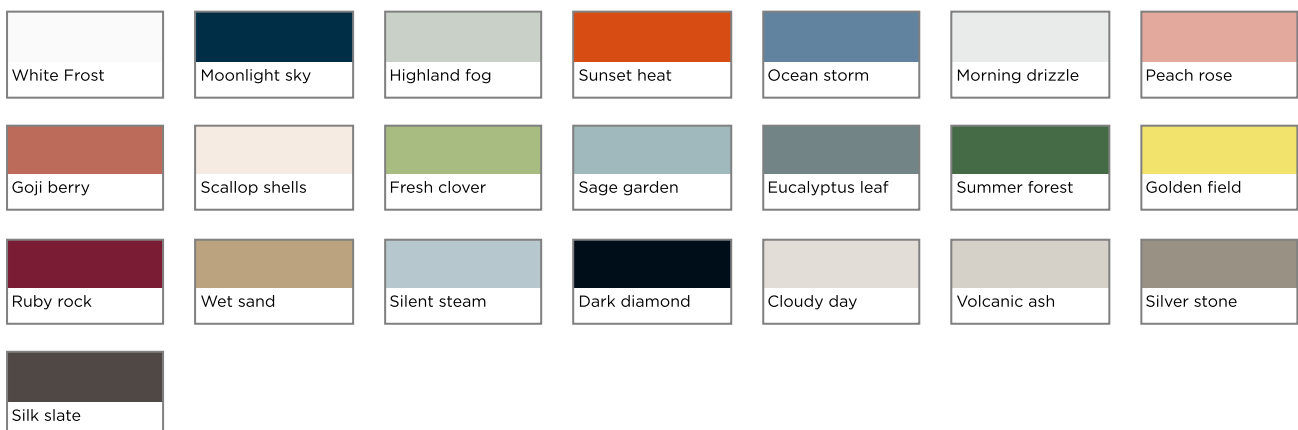 White Frost
Moonlight sky
Highland fog
Sunset heat
Ocean storm
Morning drizzle
Peach rose
Goji berry
Scallop shells
Fresh clover
Sage garden
Eucalyptus leaf
Summer forest
Golden field
Ruby rock
Wet sand
Silent steam
Dark diamond
Cloudy day
Volcanic ash
Silver stone
Silk slate